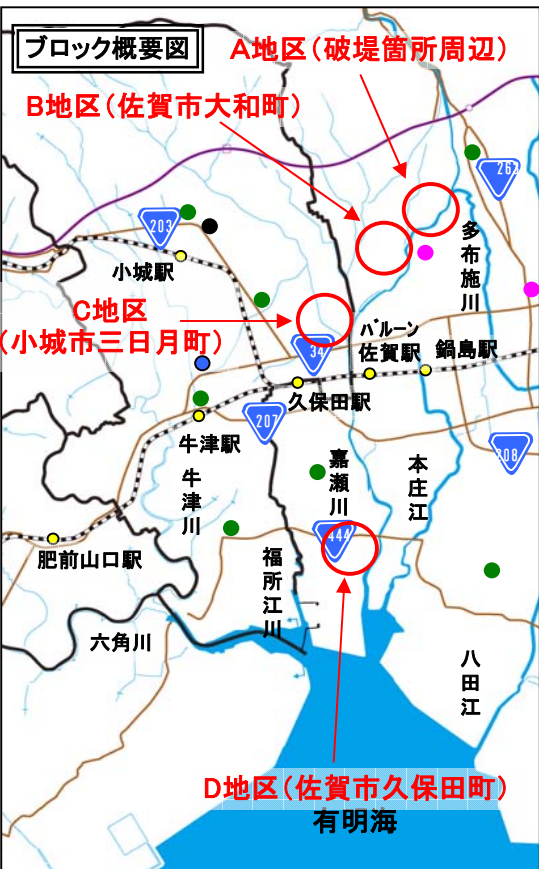 ブロック概要図
A地区(破堤箇所周辺)
B地区(佐賀市大和町)
263
203
多布施川
小城駅
C地区
(小城市三日月町)
34
バルーン
佐賀駅
鍋島駅
久保田駅
207
牛津駅
208
嘉瀬川
本庄江
牛津川
444
肥前山口駅
福所江川
六角川
八田江
D地区(佐賀市久保田町)
有明海